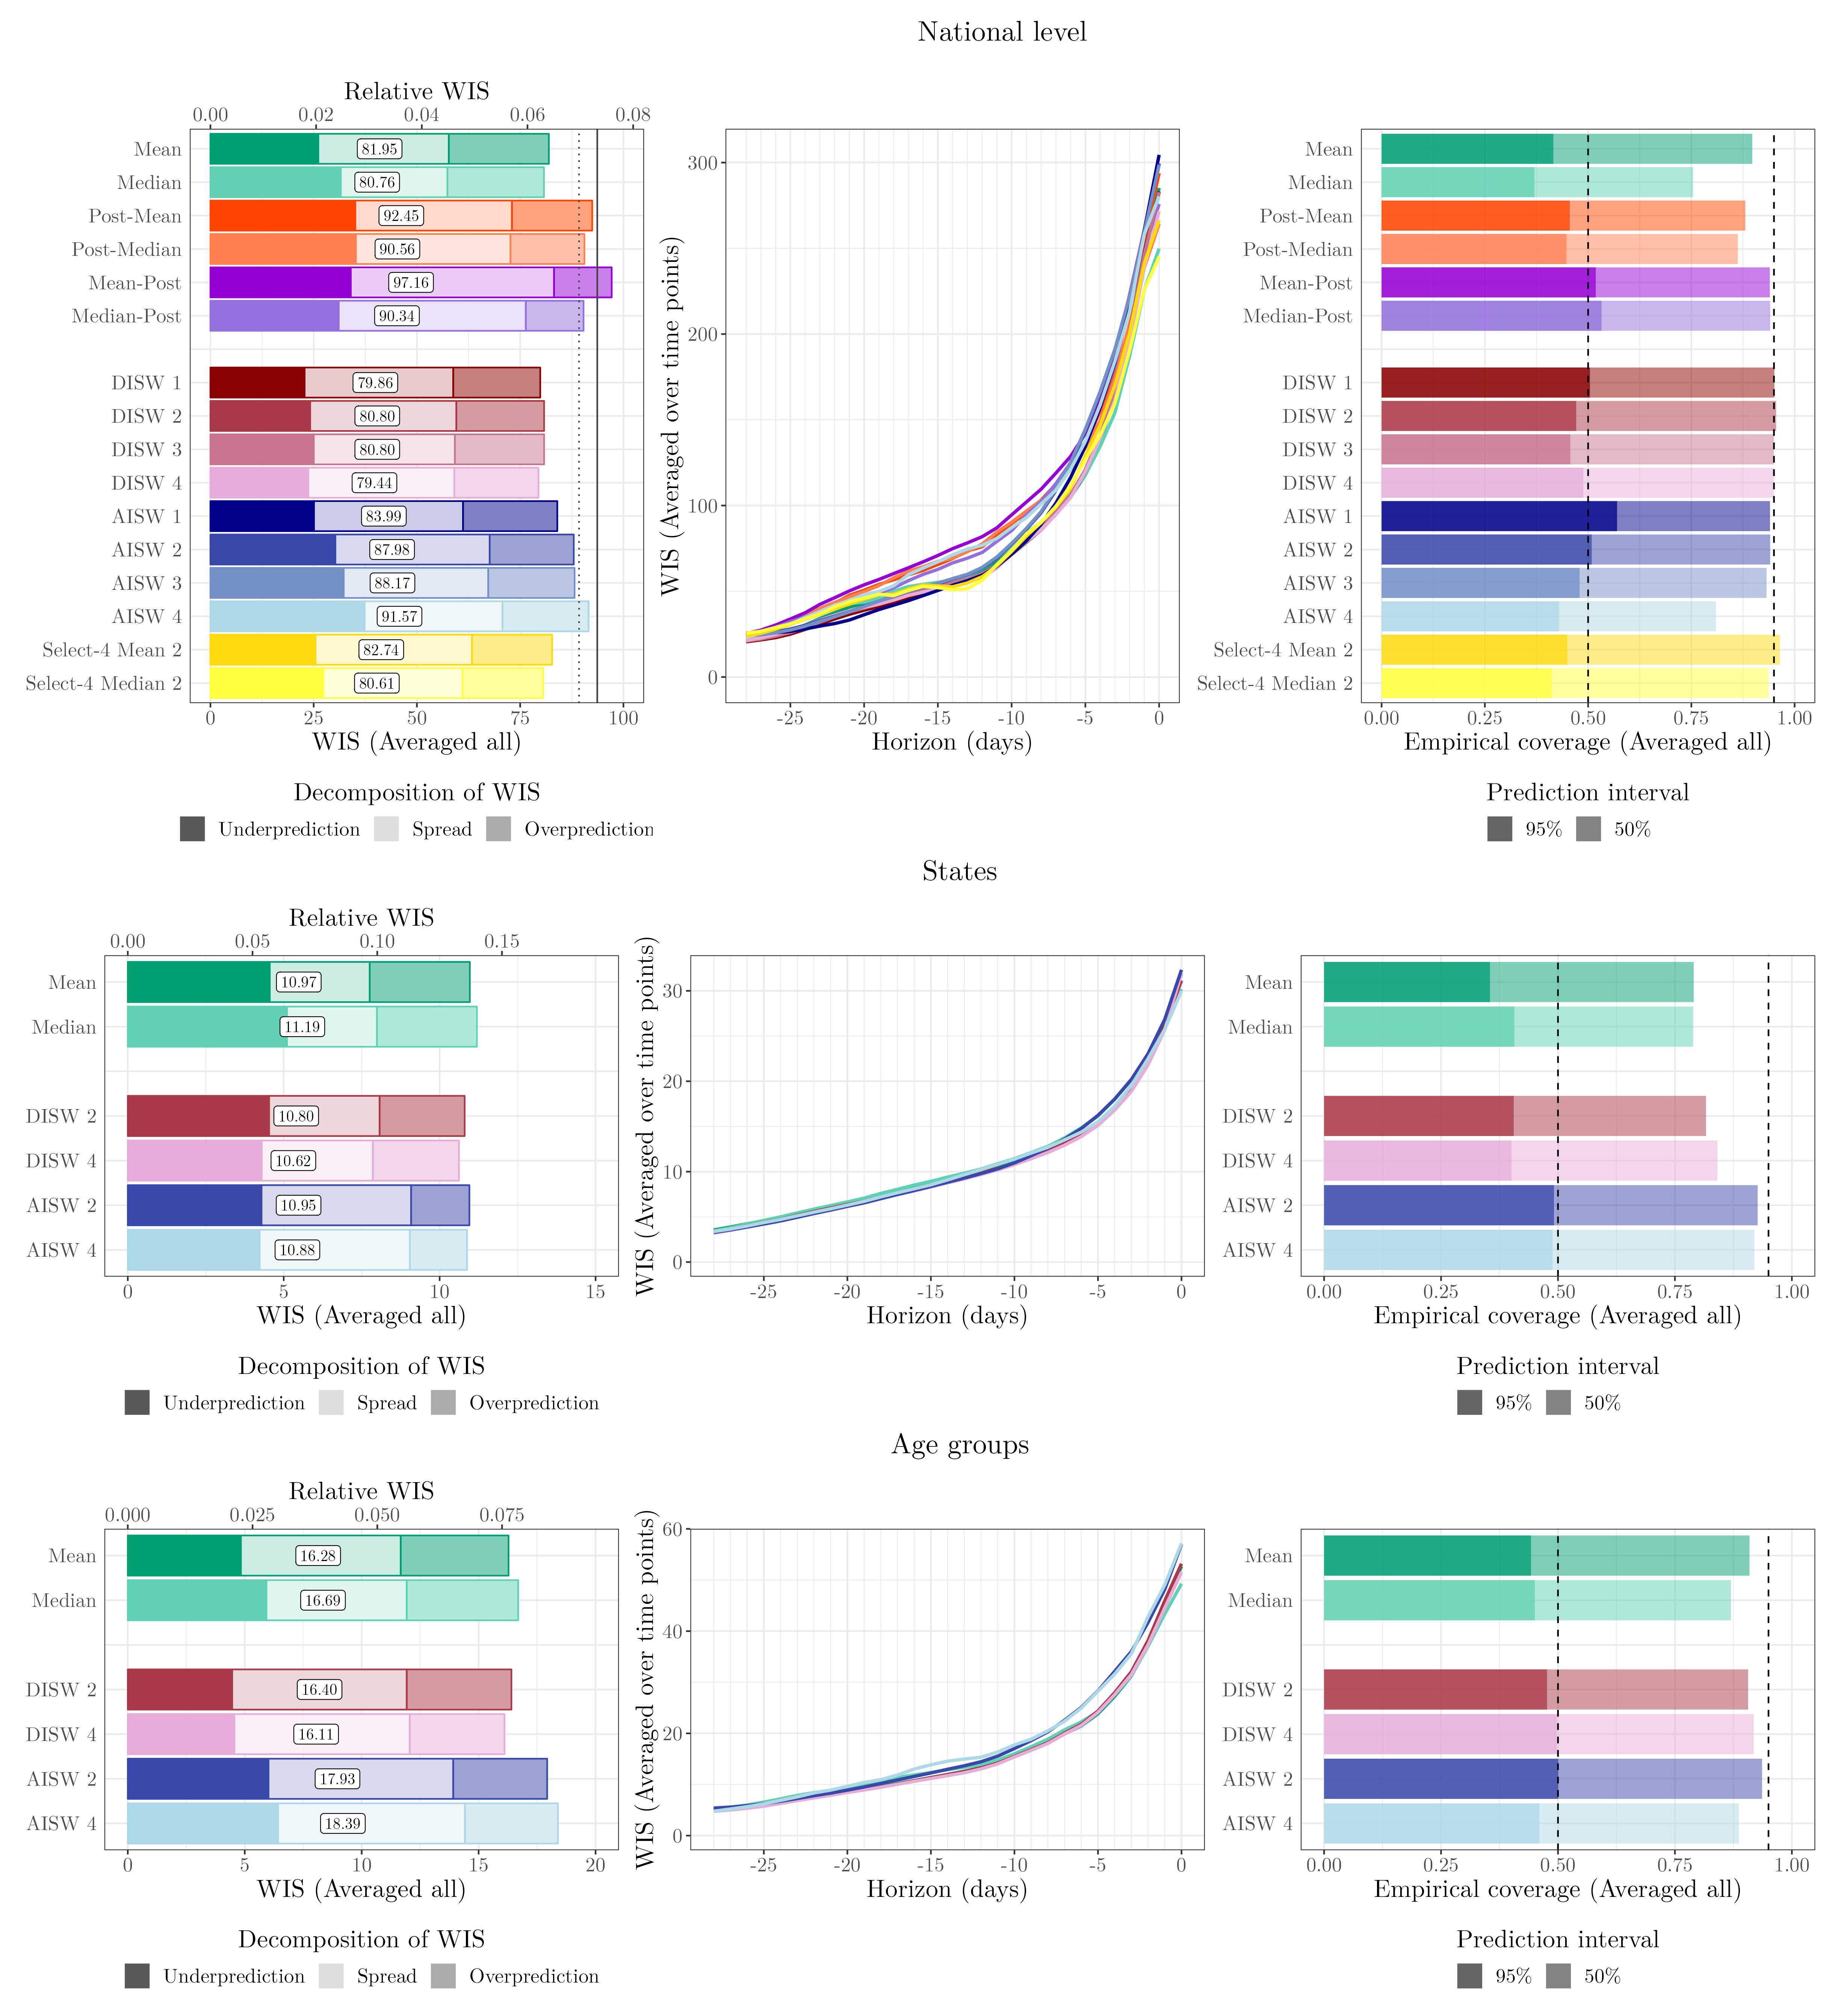 National level
Relative WIS
0.00 0.02 0.04 0.06 0.08
Mean 81.95
Median 80.76
Post-Mean 92.45
Post-Median 90.56
Mean-Post 97.16
Median-Post 90.34
DISW 1 79.86
DISW 2 80.80
DISW 3 80.80
DISW 4 79.44
AISW 1 83.99
AISW 2 87.98
AISW 3 88.17
AISW 4 91.57
Select-4 Mean 2 82.74
Select-4 Median 2 80.61
0 25 50 75 100
WIS (Averaged all)
Decomposition of WIS
Underprediction Spread Overprediction
WIS (Averaged over time points)
300
200
100
0
-25 -20 -15 -10 -5 0
Horizon (days)
Mean
Median
Post-Mean
Post-Median
Mean-Post
Median-Post
DISW 1
DISW 2
DISW 3
DISW 4
AISW 1
AISW 2
AISW 3
AISW 4
Select-4 Mean 2
Select-4 Median 2
0.00 0.25 0.50 0.75 1.00
Empirical coverage (Averaged all)
Prediction interval
95% 50%
States
Relative WIS
0.00 0.05 0.10 0.15
Mean 10.97
Median 11.19
DISW 2 10.80
DISW 4 10.62
AISW 2 10.95
AISW 4 10.88
0 5 10 15
WIS (Averaged all)
Decomposition of WIS
Underprediction Spread Overprediction
WIS (Averaged over time points)
30
20
10
0
-25 -20 -15 -10 -5 0
Horizon (days)
Mean
Median
DISW 2
DISW 4
AISW 2
AISW 4
0.00 0.25 0.50 0.75 1.00
Empirical coverage (Averaged all)
Prediction interval
95% 50%
Age groups
Relative WIS
0.000 0.025 0.050 0.075
Mean 16.28
Median 16.69
DISW 2 16.40
DISW 4 16.11
AISW 2 17.93
AISW 4 18.39
0 5 10 15 20
WIS (Averaged all)
Decomposition of WIS
Underprediction Spread Overprediction
WIS (Averaged over time points)
60
40
20
0
-25 -20 -15 -10 -5 0
Horizon (days)
Mean
Median
DISW 2
DISW 4
AISW 2
AISW 4
0.00 0.25 0.50 0.75 1.00
Empirical coverage (Averaged all)
Prediction interval
95% 50%